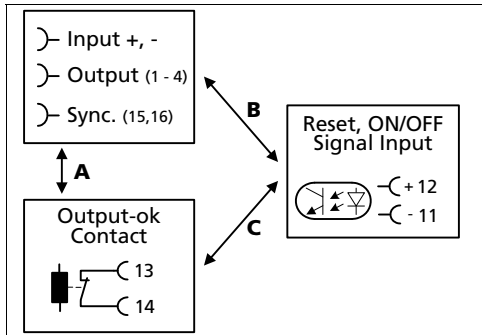 Input +, -
Output (1 - 4)
Sync. (15,16)
B
Reset, ON/OFF
Signal Input
+ 12
- 11
A
Output-ok
Contact
C
13
14